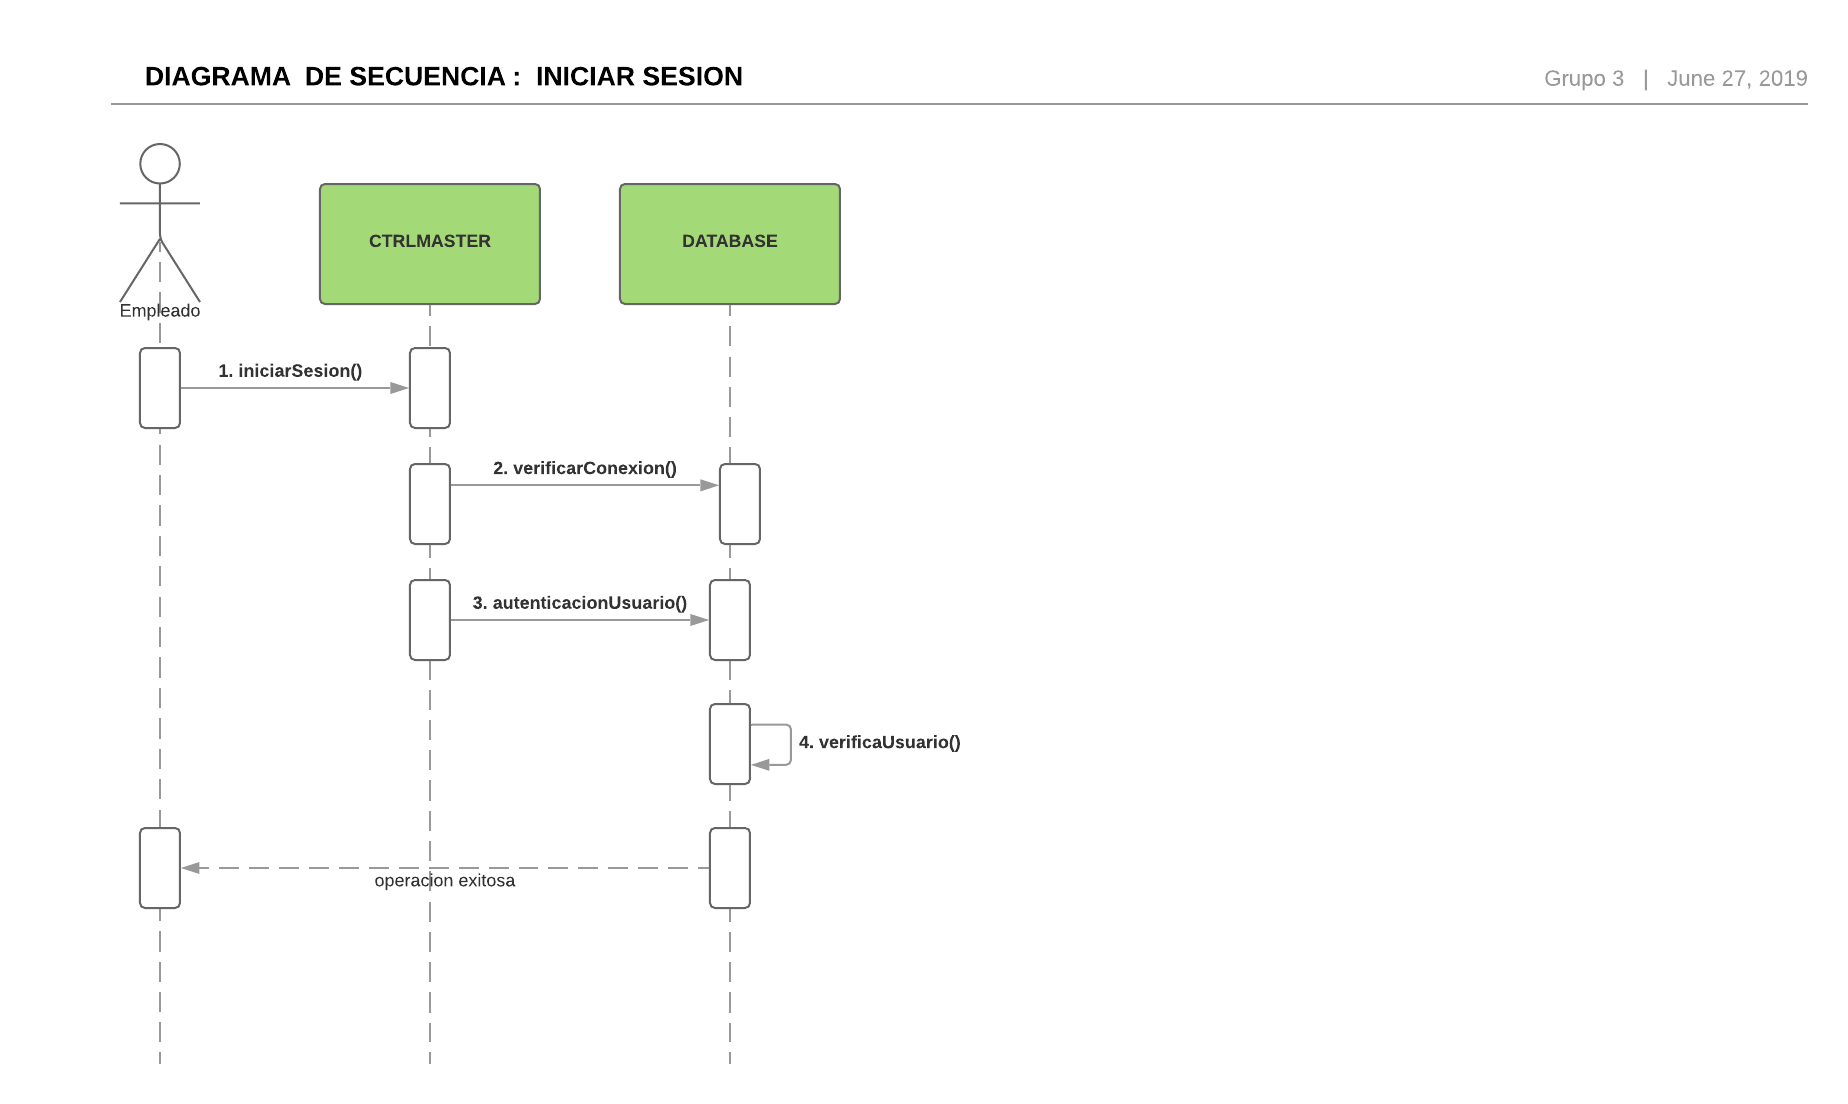 DIAGRAMA  DE SECUENCIA :  INICIAR SESION
Grupo 3   |   June 27, 2019
CTRLMASTER
DATABASE
Empleado
1. iniciarSesion()
2. verificarConexion()
3. autenticacionUsuario()
4. verificaUsuario()
operacion exitosa